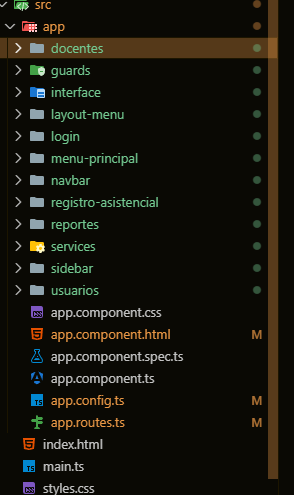 src
app
docentes
guards
interface
layout-menu
login
menu-principal
navbar
registro-asistencial
reportes
services
sidebar
usuarios
app.component.css
app.component.html M
app.component.spec.ts
app.component.ts
app.config.ts M
app.routes.ts M
index.html
main.ts
styles.css